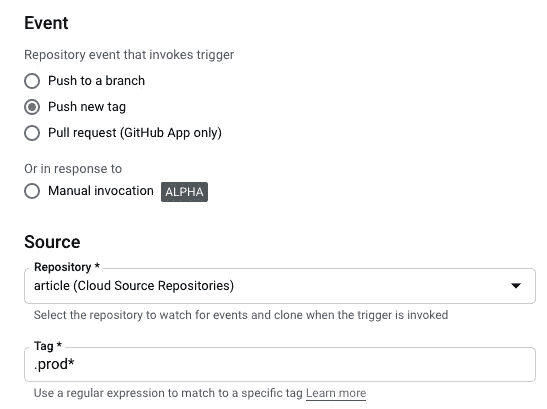 Event
Repository event that invokes trigger
Push to a branch
Push new tag
Pull request (GitHub App only)
Or in response to
Manual invocation ALPHA
Source
Repository *
article (Cloud Source Repositories)
Select the repository to watch for events and clone when the trigger is invoked
Tag *
.prod*
Use a regular expression to match to a specific tag Learn more